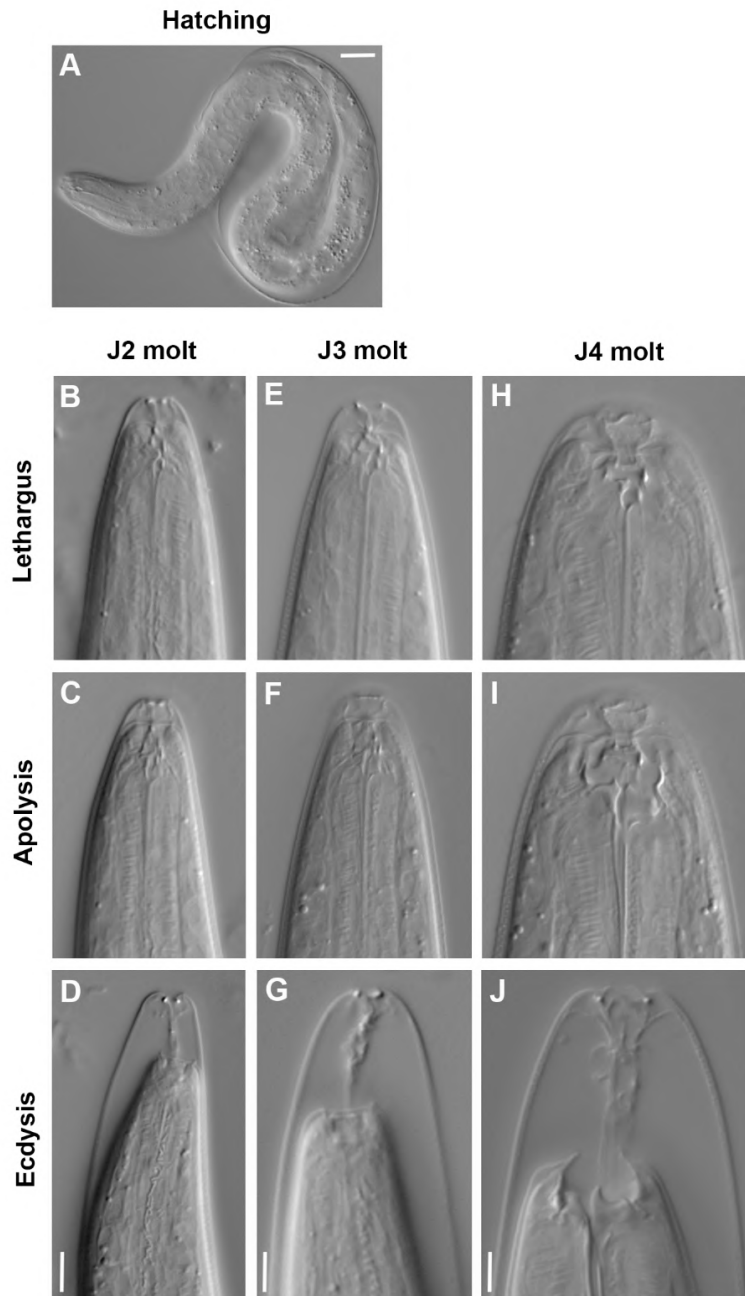 Hatching
A
J2 molt J3 molt J4 molt
Lethargus
B E H
Apolysis
C F I
Ecdysis
D G J